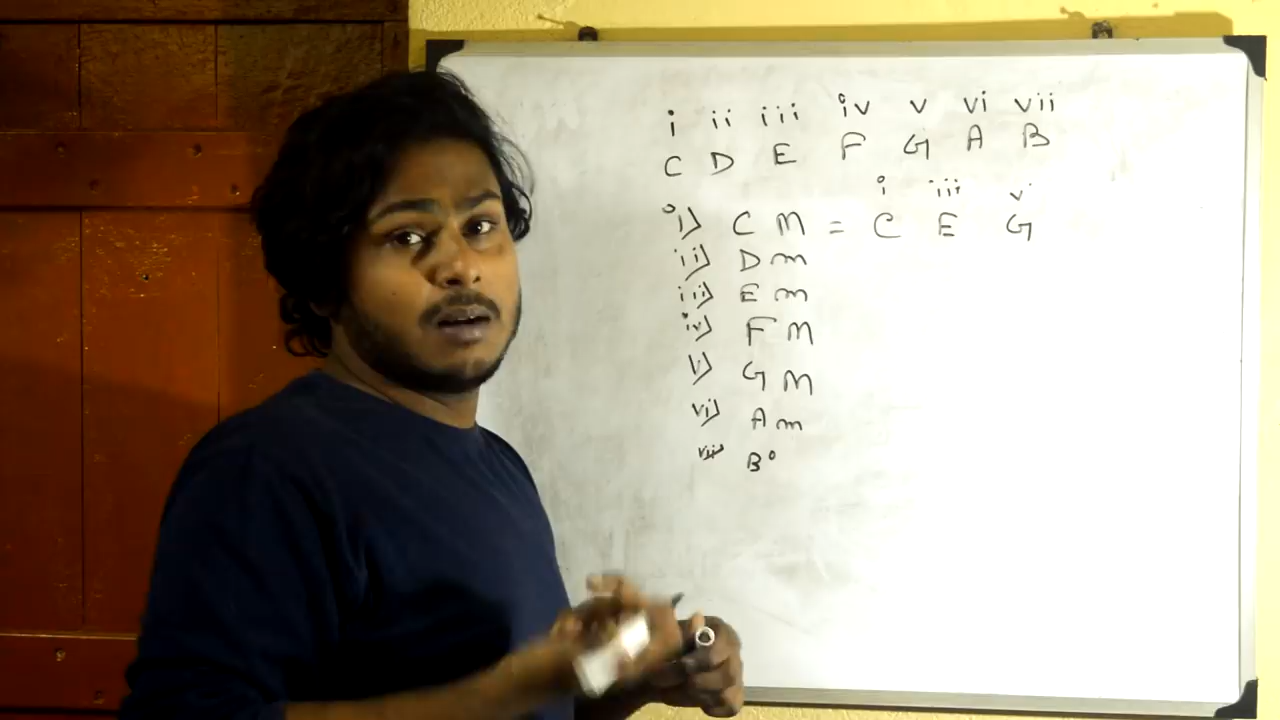 i ii iii iv v vi vii
C D E F G A B
i iii v
i) C M = C E G
ii) D m
iii) E m
iv) F M
v) G M
vi) A m
vii) B°